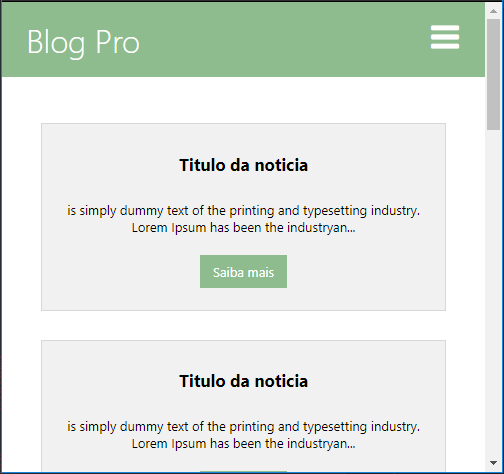 Blog Pro
Titulo da noticia
is simply dummy text of the printing and typesetting industry.
Lorem Ipsum has been the industryan...
Saiba mais
Titulo da noticia
is simply dummy text of the printing and typesetting industry.
Lorem Ipsum has been the industryan...